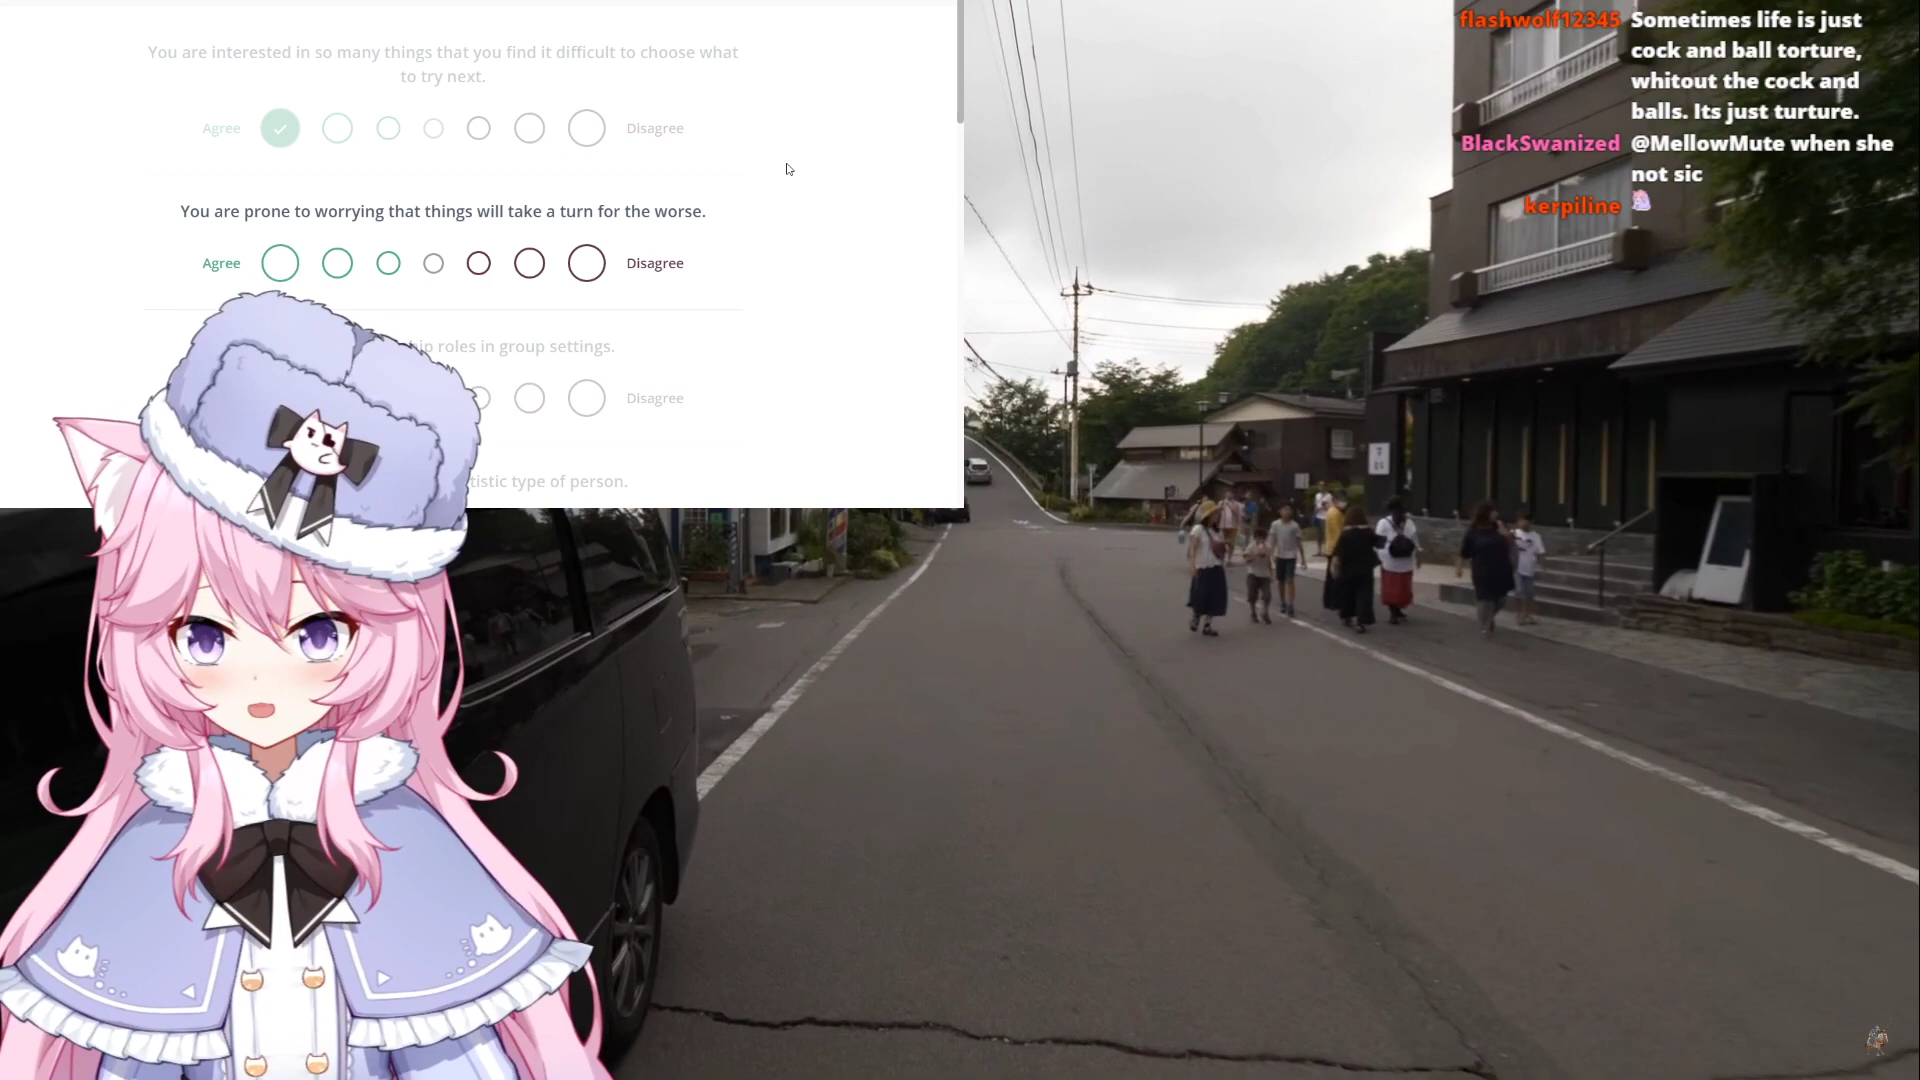 You are interested in so many things that you find it difficult to choose what
to try next.
Agree Disagree
You are prone to worrying that things will take a turn for the worse.
Agree Disagree
roles in group settings.
Disagree
type of person.
flashwolf12345 Sometimes life is just
cock and ball torture,
whitout the cock and
balls. Its just turture.
BlackSwanized @MellowMute when she
not sic
kerpiline